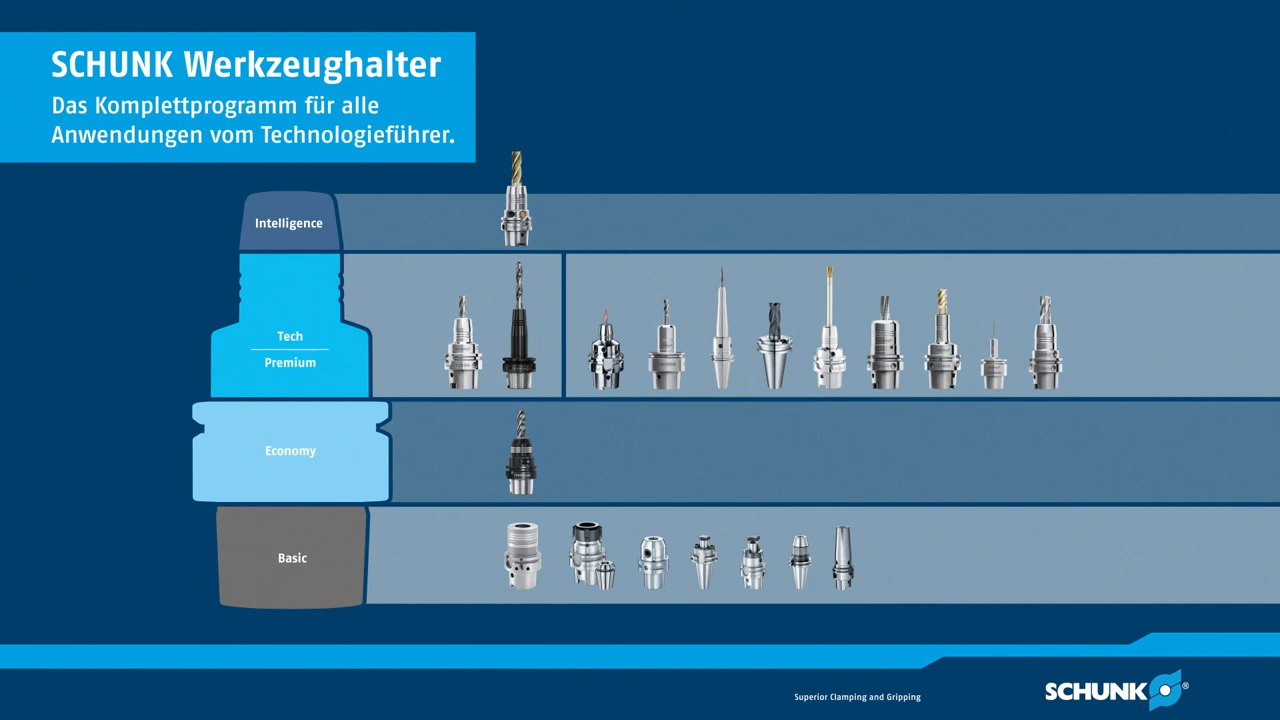 SCHUNK Werkzeughalter
Das Komplettprogramm für alle
Anwendungen vom Technologieführer.
Intelligence
Tech
Premium
Economy
Basic
Superior Clamping and Gripping
SCHUNK®